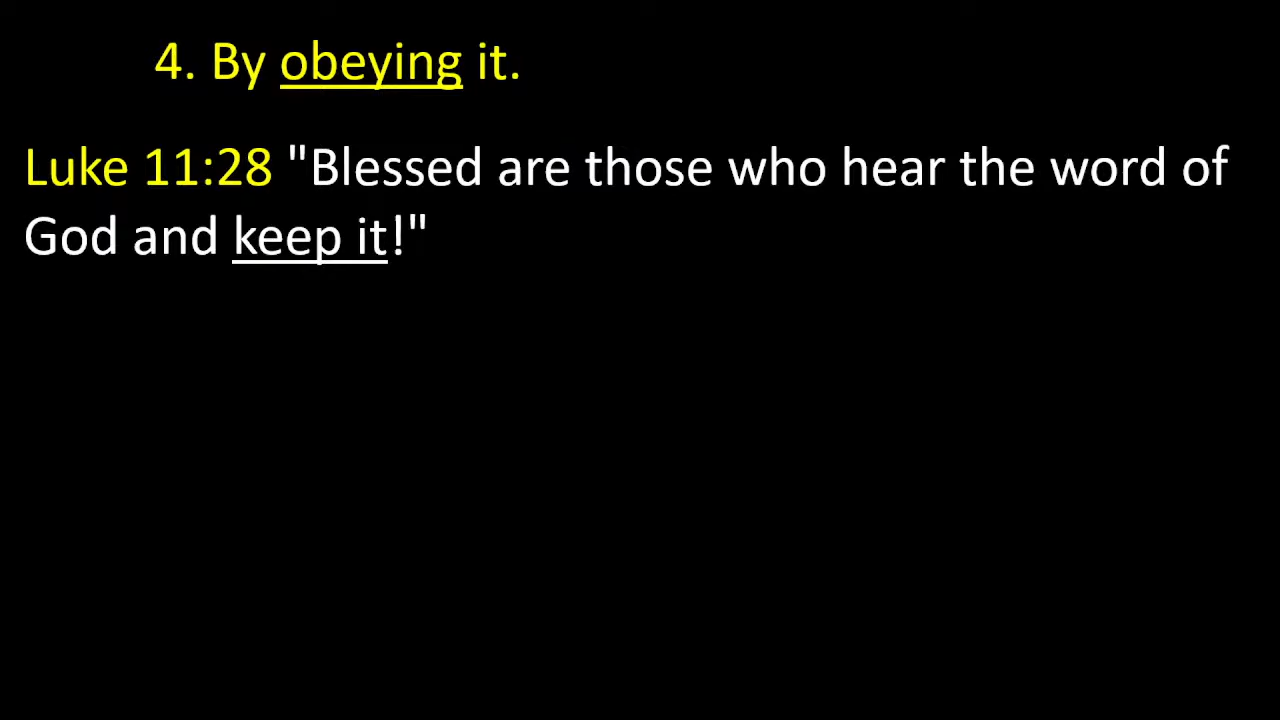 4. By obeying it.
Luke 11:28 "Blessed are those who hear the word of
God and keep it!"